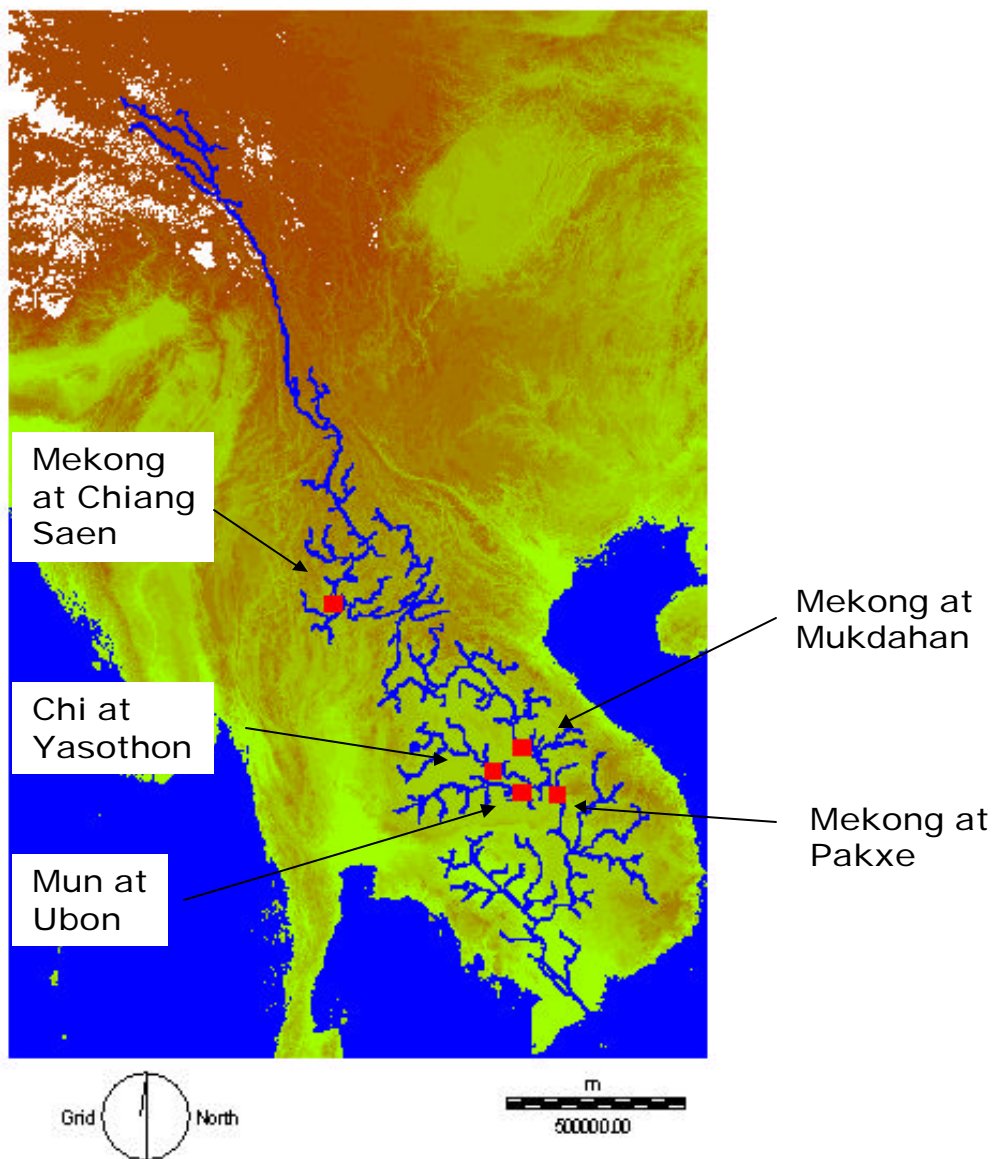 Mekong
at Chiang
Saen
Mekong at
Mukdahan
Chi at
Yasothon
Mekong at
Pakxe
Mun at
Ubon
Grid North
m
500000.00